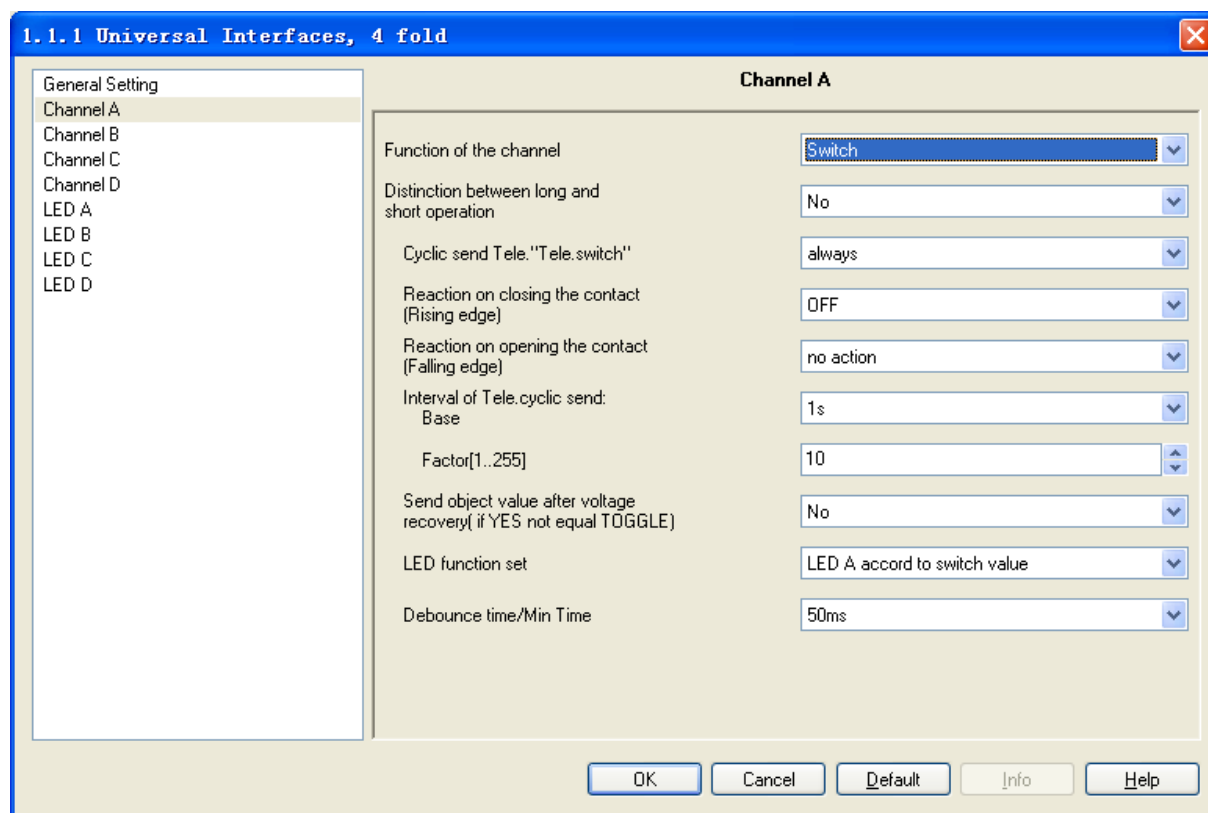 1.1.1 Universal Interfaces, 4 fold
General Setting
Channel A
Channel B
Channel C
Channel D
LED A
LED B
LED C
LED D
Channel A
Function of the channel
Switch
Distinction between long and
short operation
No
Cyclic send Tele."Tele.switch"
always
Reaction on closing the contact
(Rising edge)
OFF
Reaction on opening the contact
(Falling edge)
no action
Interval of Tele.cyclic send:
Base
1s
Factor[1..255]
10
Send object value after voltage
recovery( if YES not equal TOGGLE)
No
LED function set
LED A accord to switch value
Debounce time/Min Time
50ms
OK
Cancel
Default
Info
Help